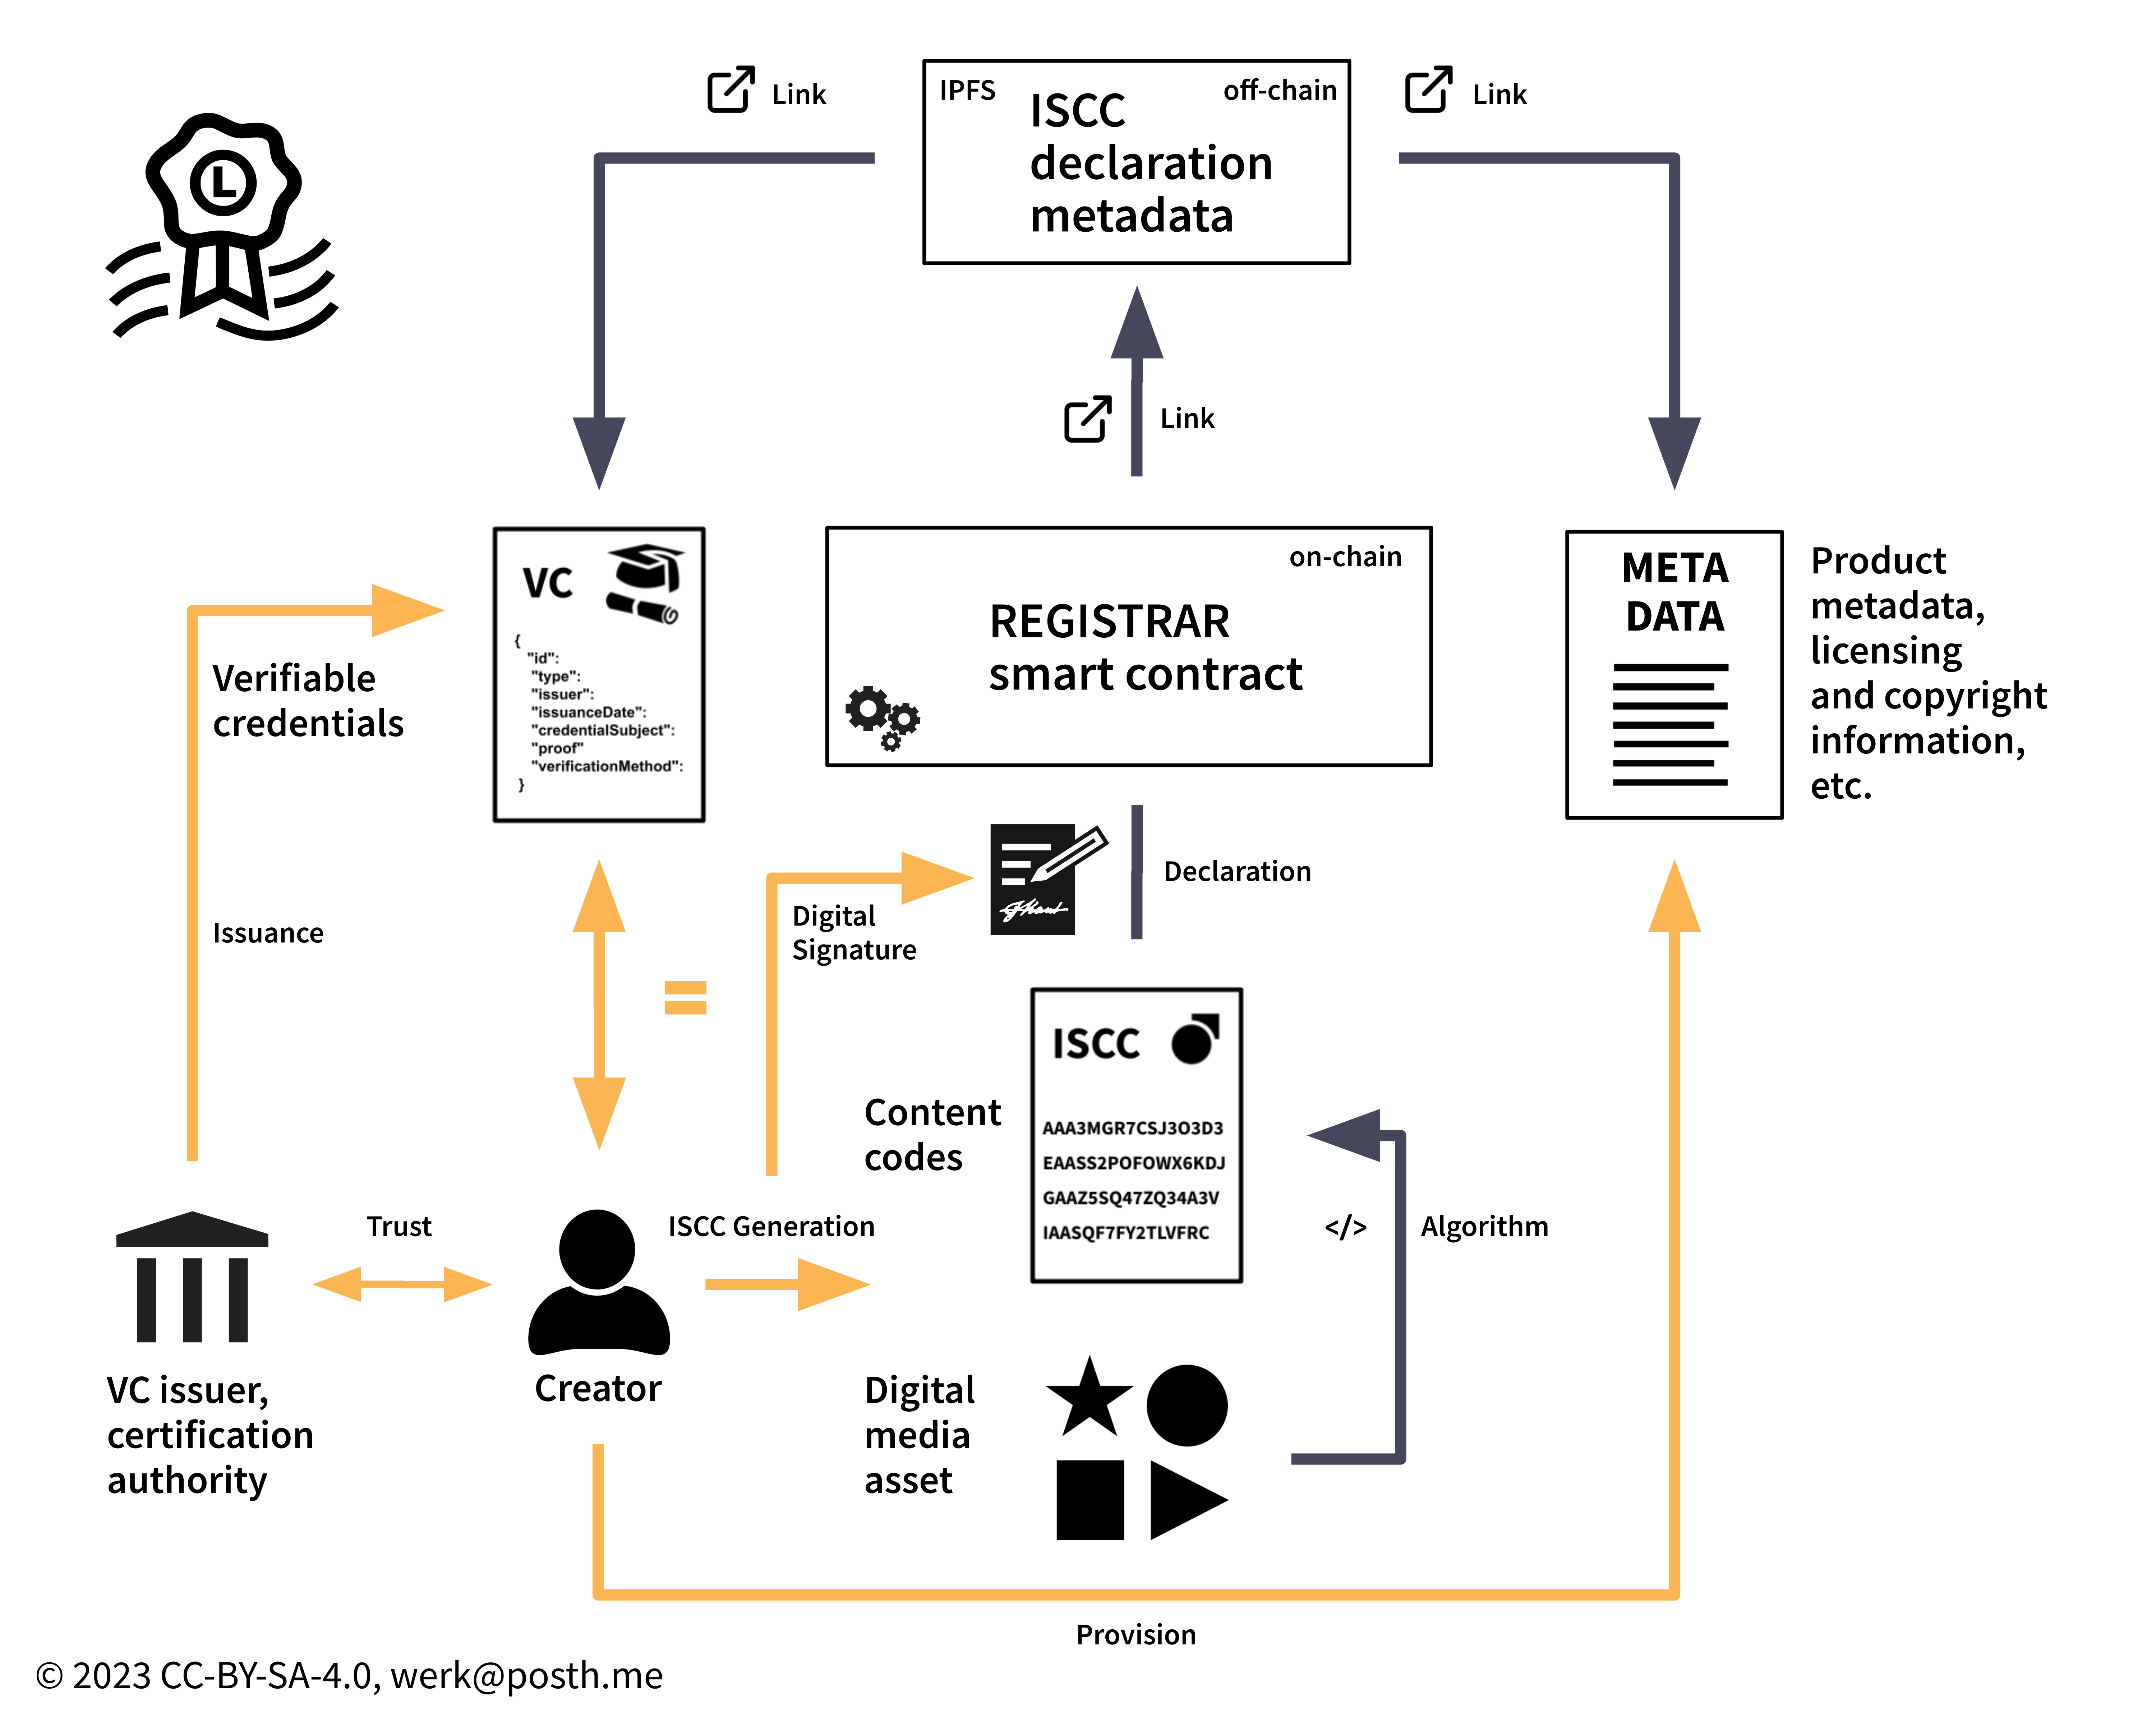 Link
IPFS
off-chain
ISCC
declaration
metadata
Link
L
Link
VC
{
"id":
"type":
"issuer":
"issuanceDate":
"credentialSubject":
"proof"
"verificationMethod":
}
on-chain
REGISTRAR
smart contract
META
DATA
Product
metadata,
licensing
and copyright
information,
etc.
Verifiable
credentials
Issuance
Digital
Signature
Declaration
=
ISCC
AAA3MGR7CSJ3O3D3
EAASS2POFOWX6KDJ
GAAZ5SQ47ZQ34A3V
IAASQF7FY2TLVFRC
Content
codes
Trust
ISCC Generation
</>
Algorithm
VC issuer,
certification
authority
Creator
Digital
media
asset
Provision
© 2023 CC-BY-SA-4.0, werk@posth.me